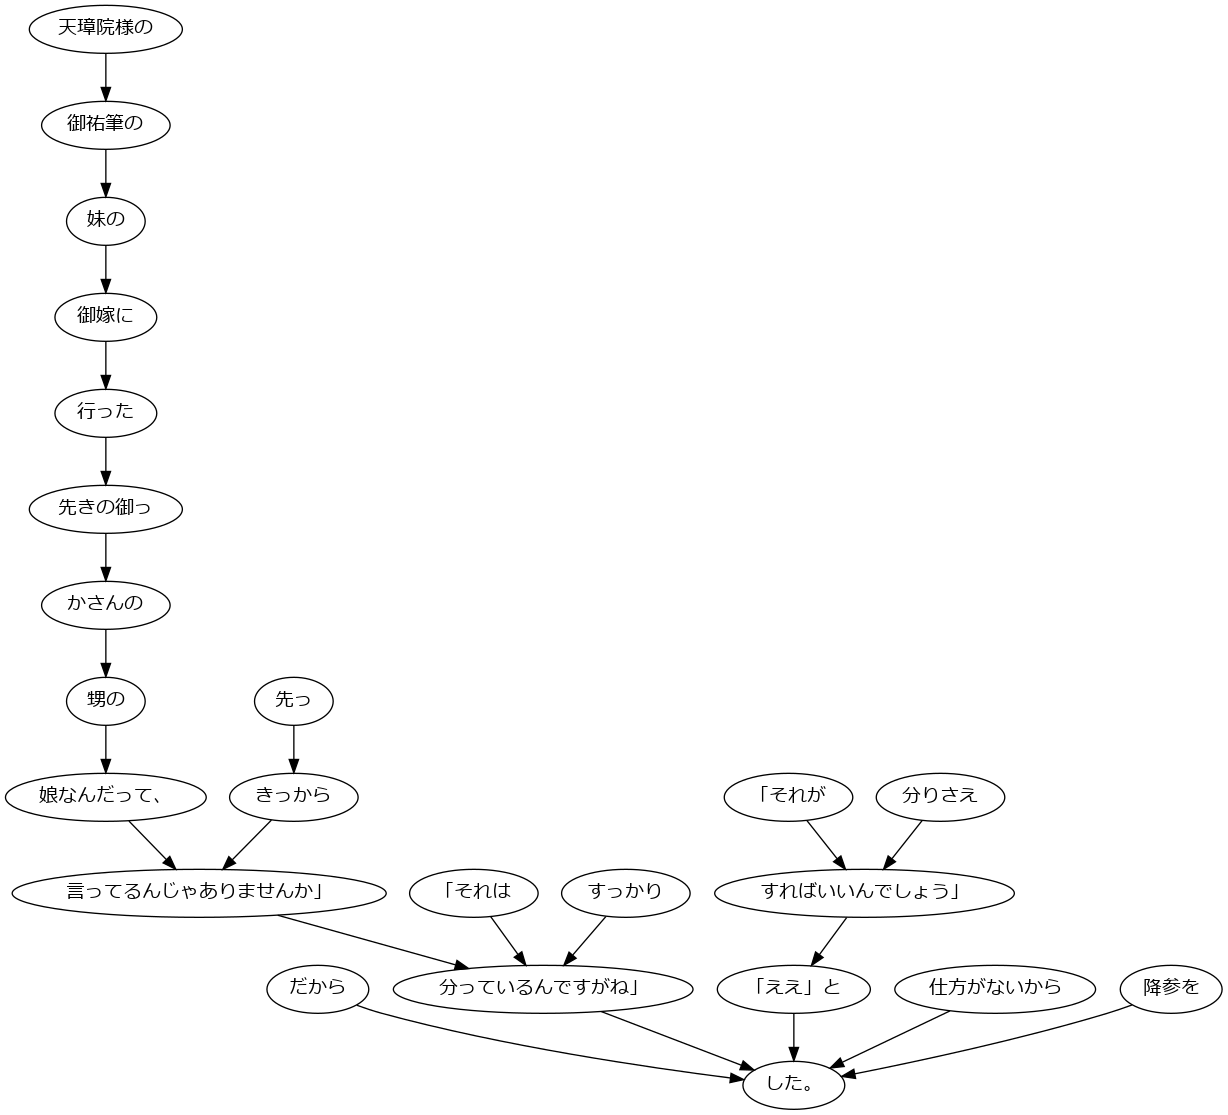 天璋院様の
御祐筆の
妹の
御嫁に
行った
先きの御っ
かさんの
甥の
先っ
娘なんだって、
きっから
「それが
分りさえ
言ってるんじゃありませんか」
「それは
すっかり
すればいいんでしょう」
だから
分っているんですがね」
「ええ」と
仕方がないから
降参を
した。